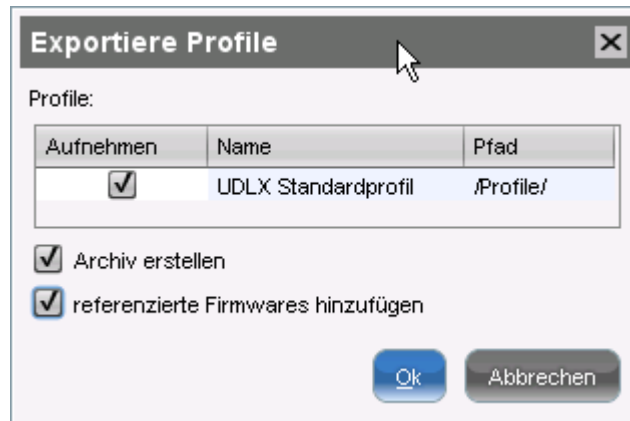 Exportiere Profile
Profile:
Aufnehmen Name Pfad
UDLX Standardprofil /Profile/
Archiv erstellen
referenzierte Firmwares hinzufügen
Ok Abbrechen